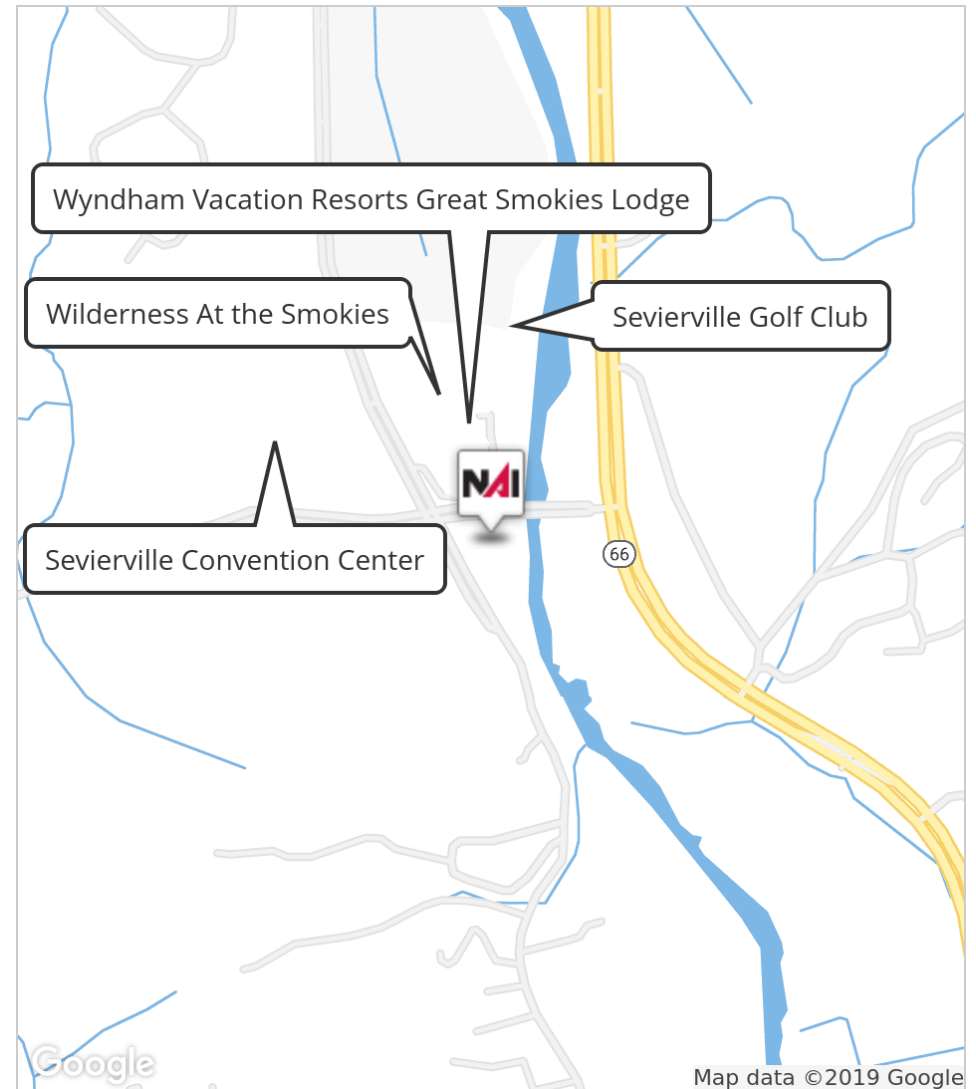 Wyndham Vacation Resorts Great Smokies Lodge
Wilderness At the Smokies
Sevierville Golf Club
NAI
Sevierville Convention Center
66
Google
Map data ©2019 Google